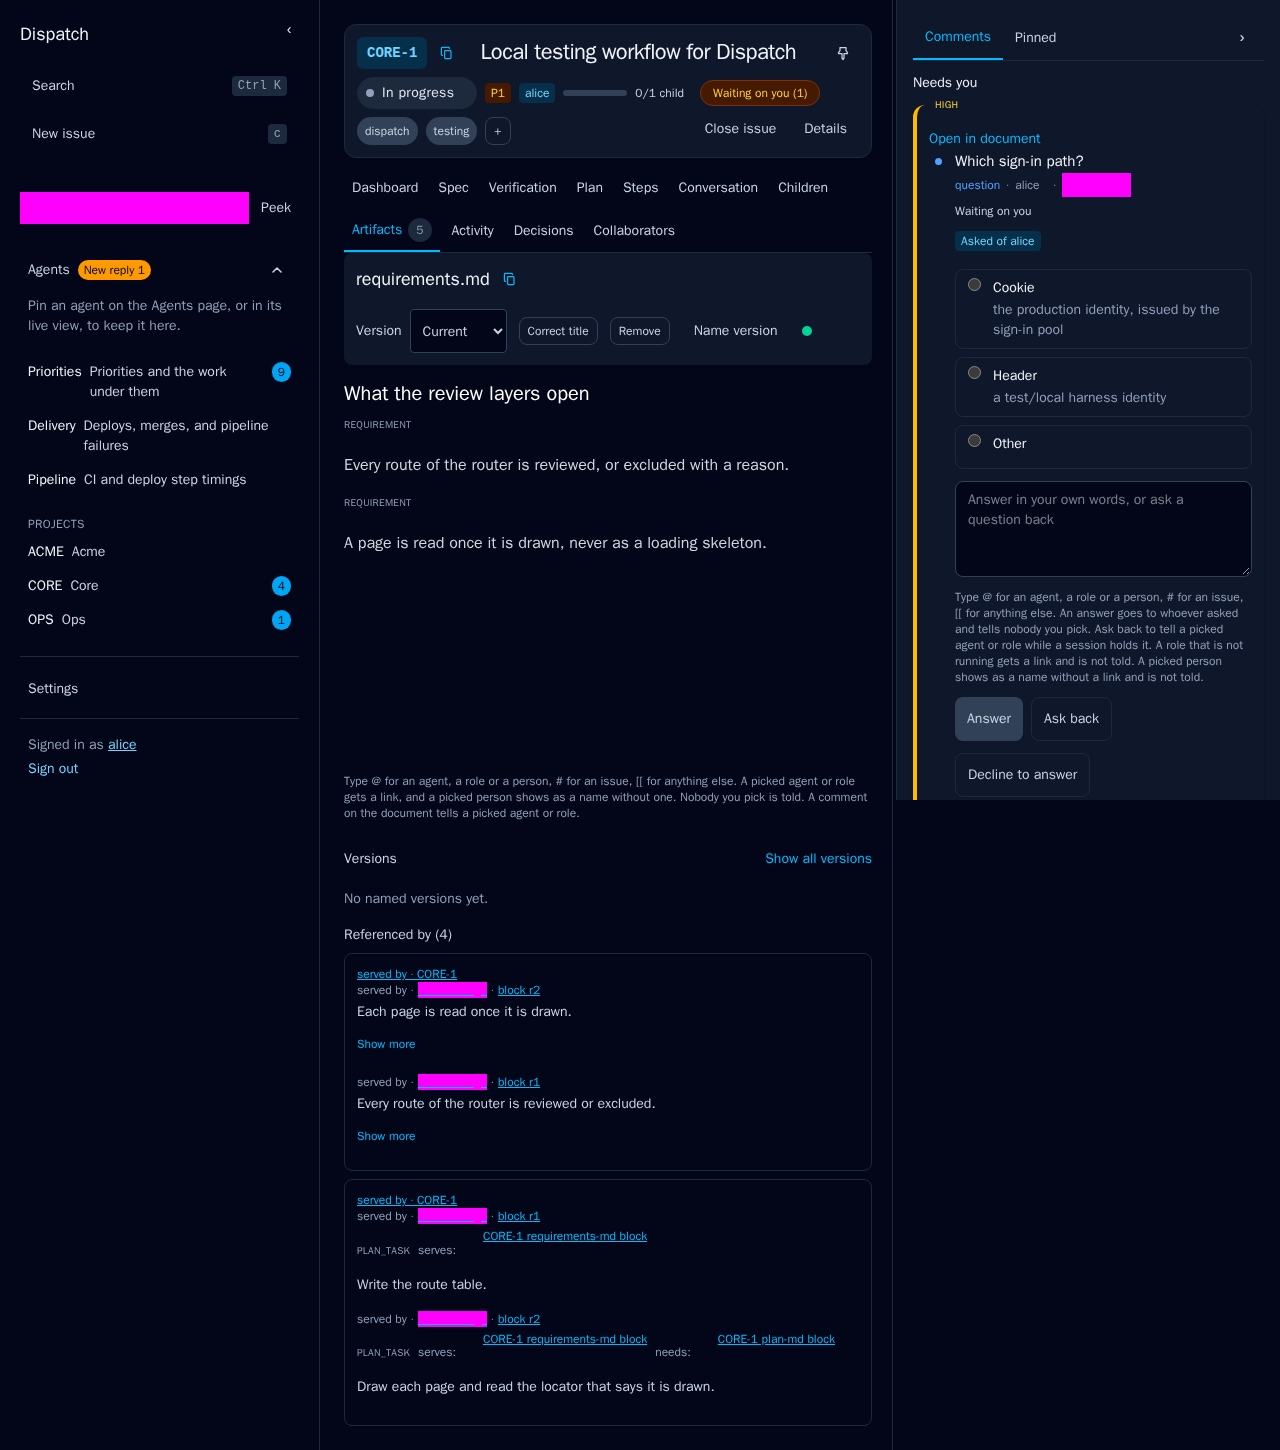 Dispatch
‹
Search
Ctrl K
New issue
C
Peek
Agents
New reply 1
Pin an agent on the Agents page, or in its
live view, to keep it here.
Priorities
Priorities and the work
under them
9
Delivery
Deploys, merges, and pipeline
failures
Pipeline
CI and deploy step timings
PROJECTS
ACME Acme
CORE Core
4
OPS Ops
1
Settings
Signed in as alice
Sign out
CORE-1
Local testing workflow for Dispatch
In progress
P1
alice
0/1 child
Waiting on you (1)
dispatch
testing
+
Close issue
Details
Dashboard
Spec
Verification
Plan
Steps
Conversation
Children
Artifacts 5
Activity
Decisions
Collaborators
requirements.md
Version
Current
Correct title
Remove
Name version
What the review layers open
REQUIREMENT
Every route of the router is reviewed, or excluded with a reason.
REQUIREMENT
A page is read once it is drawn, never as a loading skeleton.
Type @ for an agent, a role or a person, # for an issue, [[ for anything else. A picked agent or role
gets a link, and a picked person shows as a name without one. Nobody you pick is told. A comment
on the document tells a picked agent or role.
Versions
Show all versions
No named versions yet.
Referenced by (4)
served by · CORE-1
served by ·
· block r2
Each page is read once it is drawn.
Show more
served by ·
· block r1
Every route of the router is reviewed or excluded.
Show more
served by · CORE-1
served by ·
· block r1
PLAN_TASK serves:
CORE-1 requirements-md block
Write the route table.
served by ·
· block r2
PLAN_TASK serves:
CORE-1 requirements-md block
needs:
CORE-1 plan-md block
Draw each page and read the locator that says it is drawn.
Comments
Pinned
›
Needs you
HIGH
Open in document
Which sign-in path?
question · alice ·
Waiting on you
Asked of alice
Cookie
the production identity, issued by the
sign-in pool
Header
a test/local harness identity
Other
Answer in your own words, or ask a
question back
Type @ for an agent, a role or a person, # for an issue,
[[ for anything else. An answer goes to whoever asked
and tells nobody you pick. Ask back to tell a picked
agent or role while a session holds it. A role that is not
running gets a link and is not told. A picked person
shows as a name without a link and is not told.
Answer
Ask back
Decline to answer